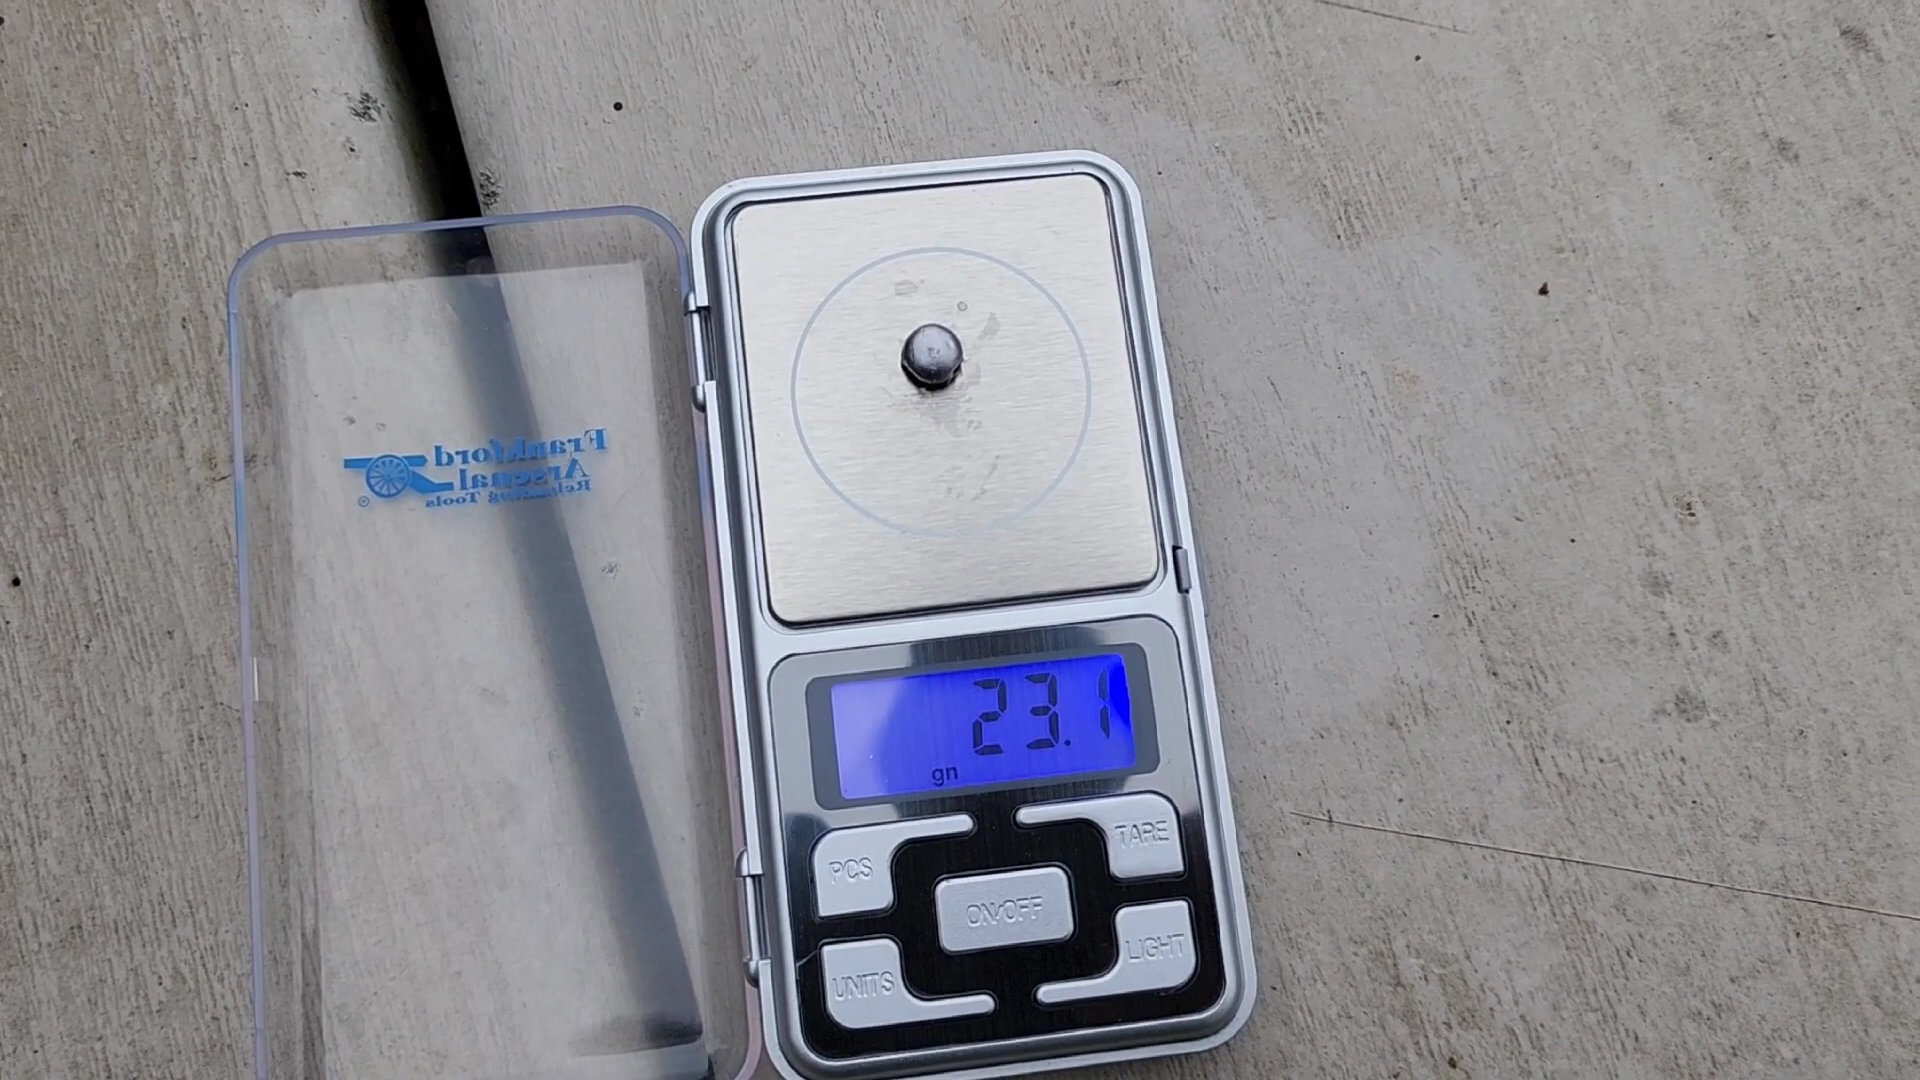 Frankford
Arsenal
Reloading Tools
®
23.1
gn
PCS
TARE
ON/OFF
UNITS
LIGHT